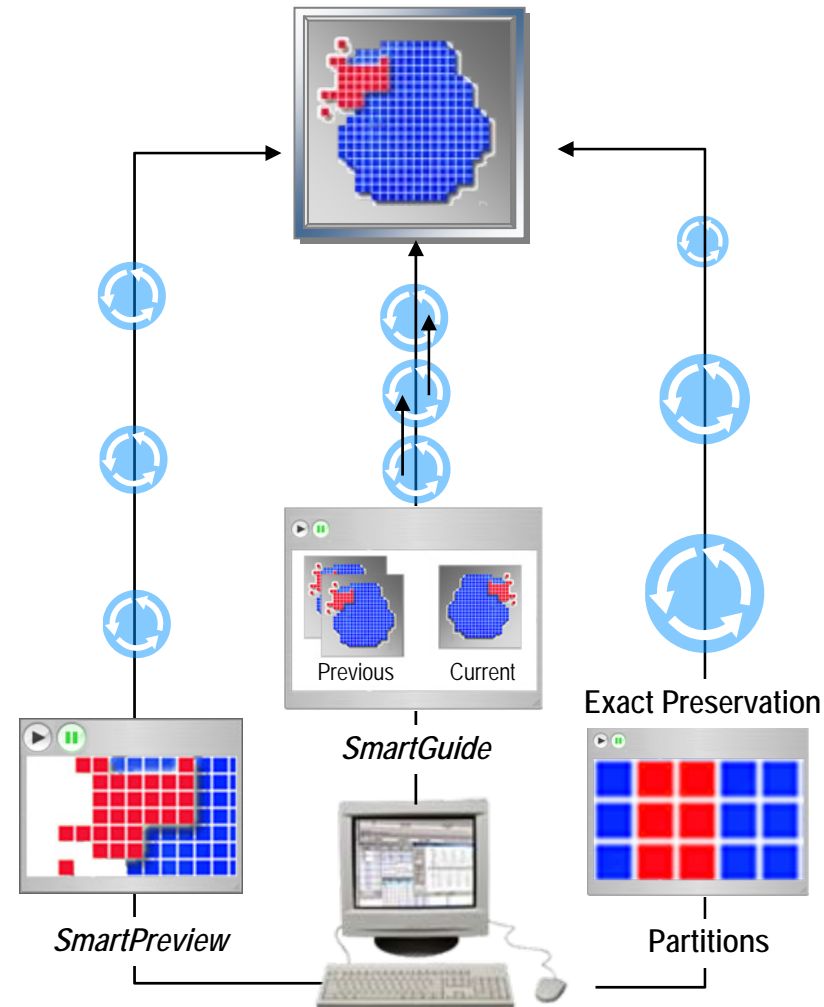 Previous
Current
Exact Preservation
SmartGuide
SmartPreview
Partitions